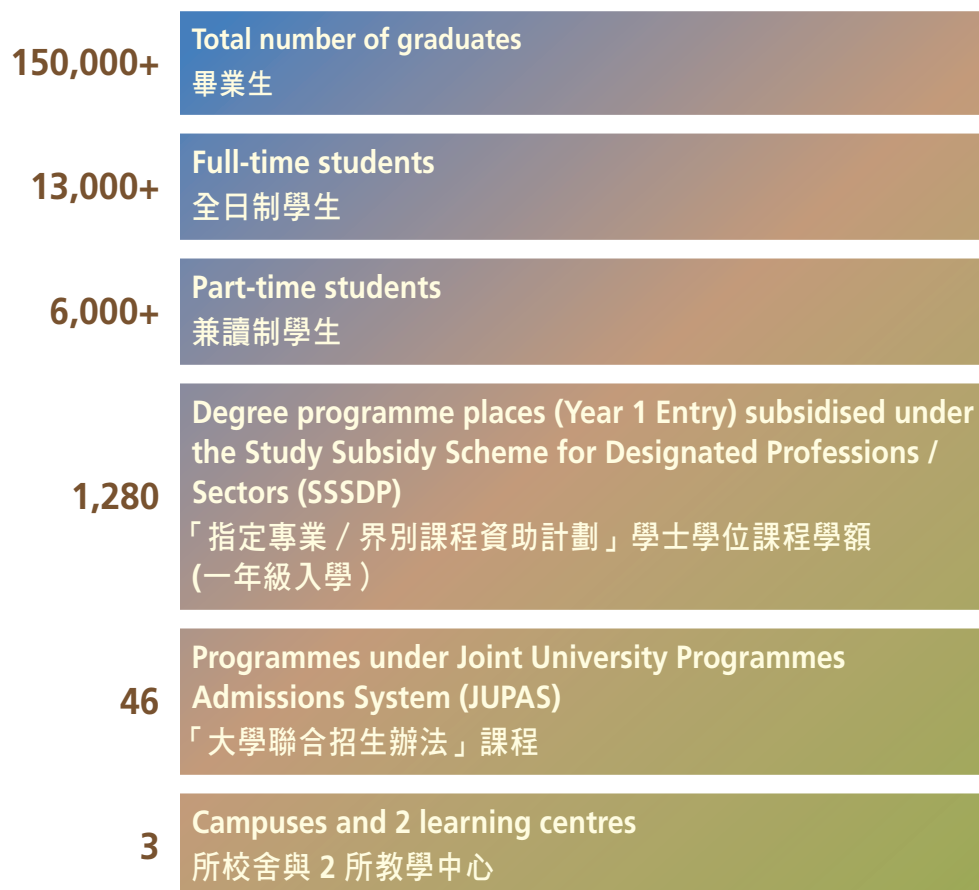 150,000+
Total number of graduates
畢業生
13,000+
Full-time students
全日制學生
6,000+
Part-time students
兼讀制學生
1,280
Degree programme places (Year 1 Entry) subsidised under
the Study Subsidy Scheme for Designated Professions /
Sectors (SSSDP)
「指定專業 / 界別課程資助計劃」學士學位課程學額
(一年級入學)
46
Programmes under Joint University Programmes
Admissions System (JUPAS)
「大學聯合招生辦法」課程
3
Campuses and 2 learning centres
所校舍與 2 所教學中心